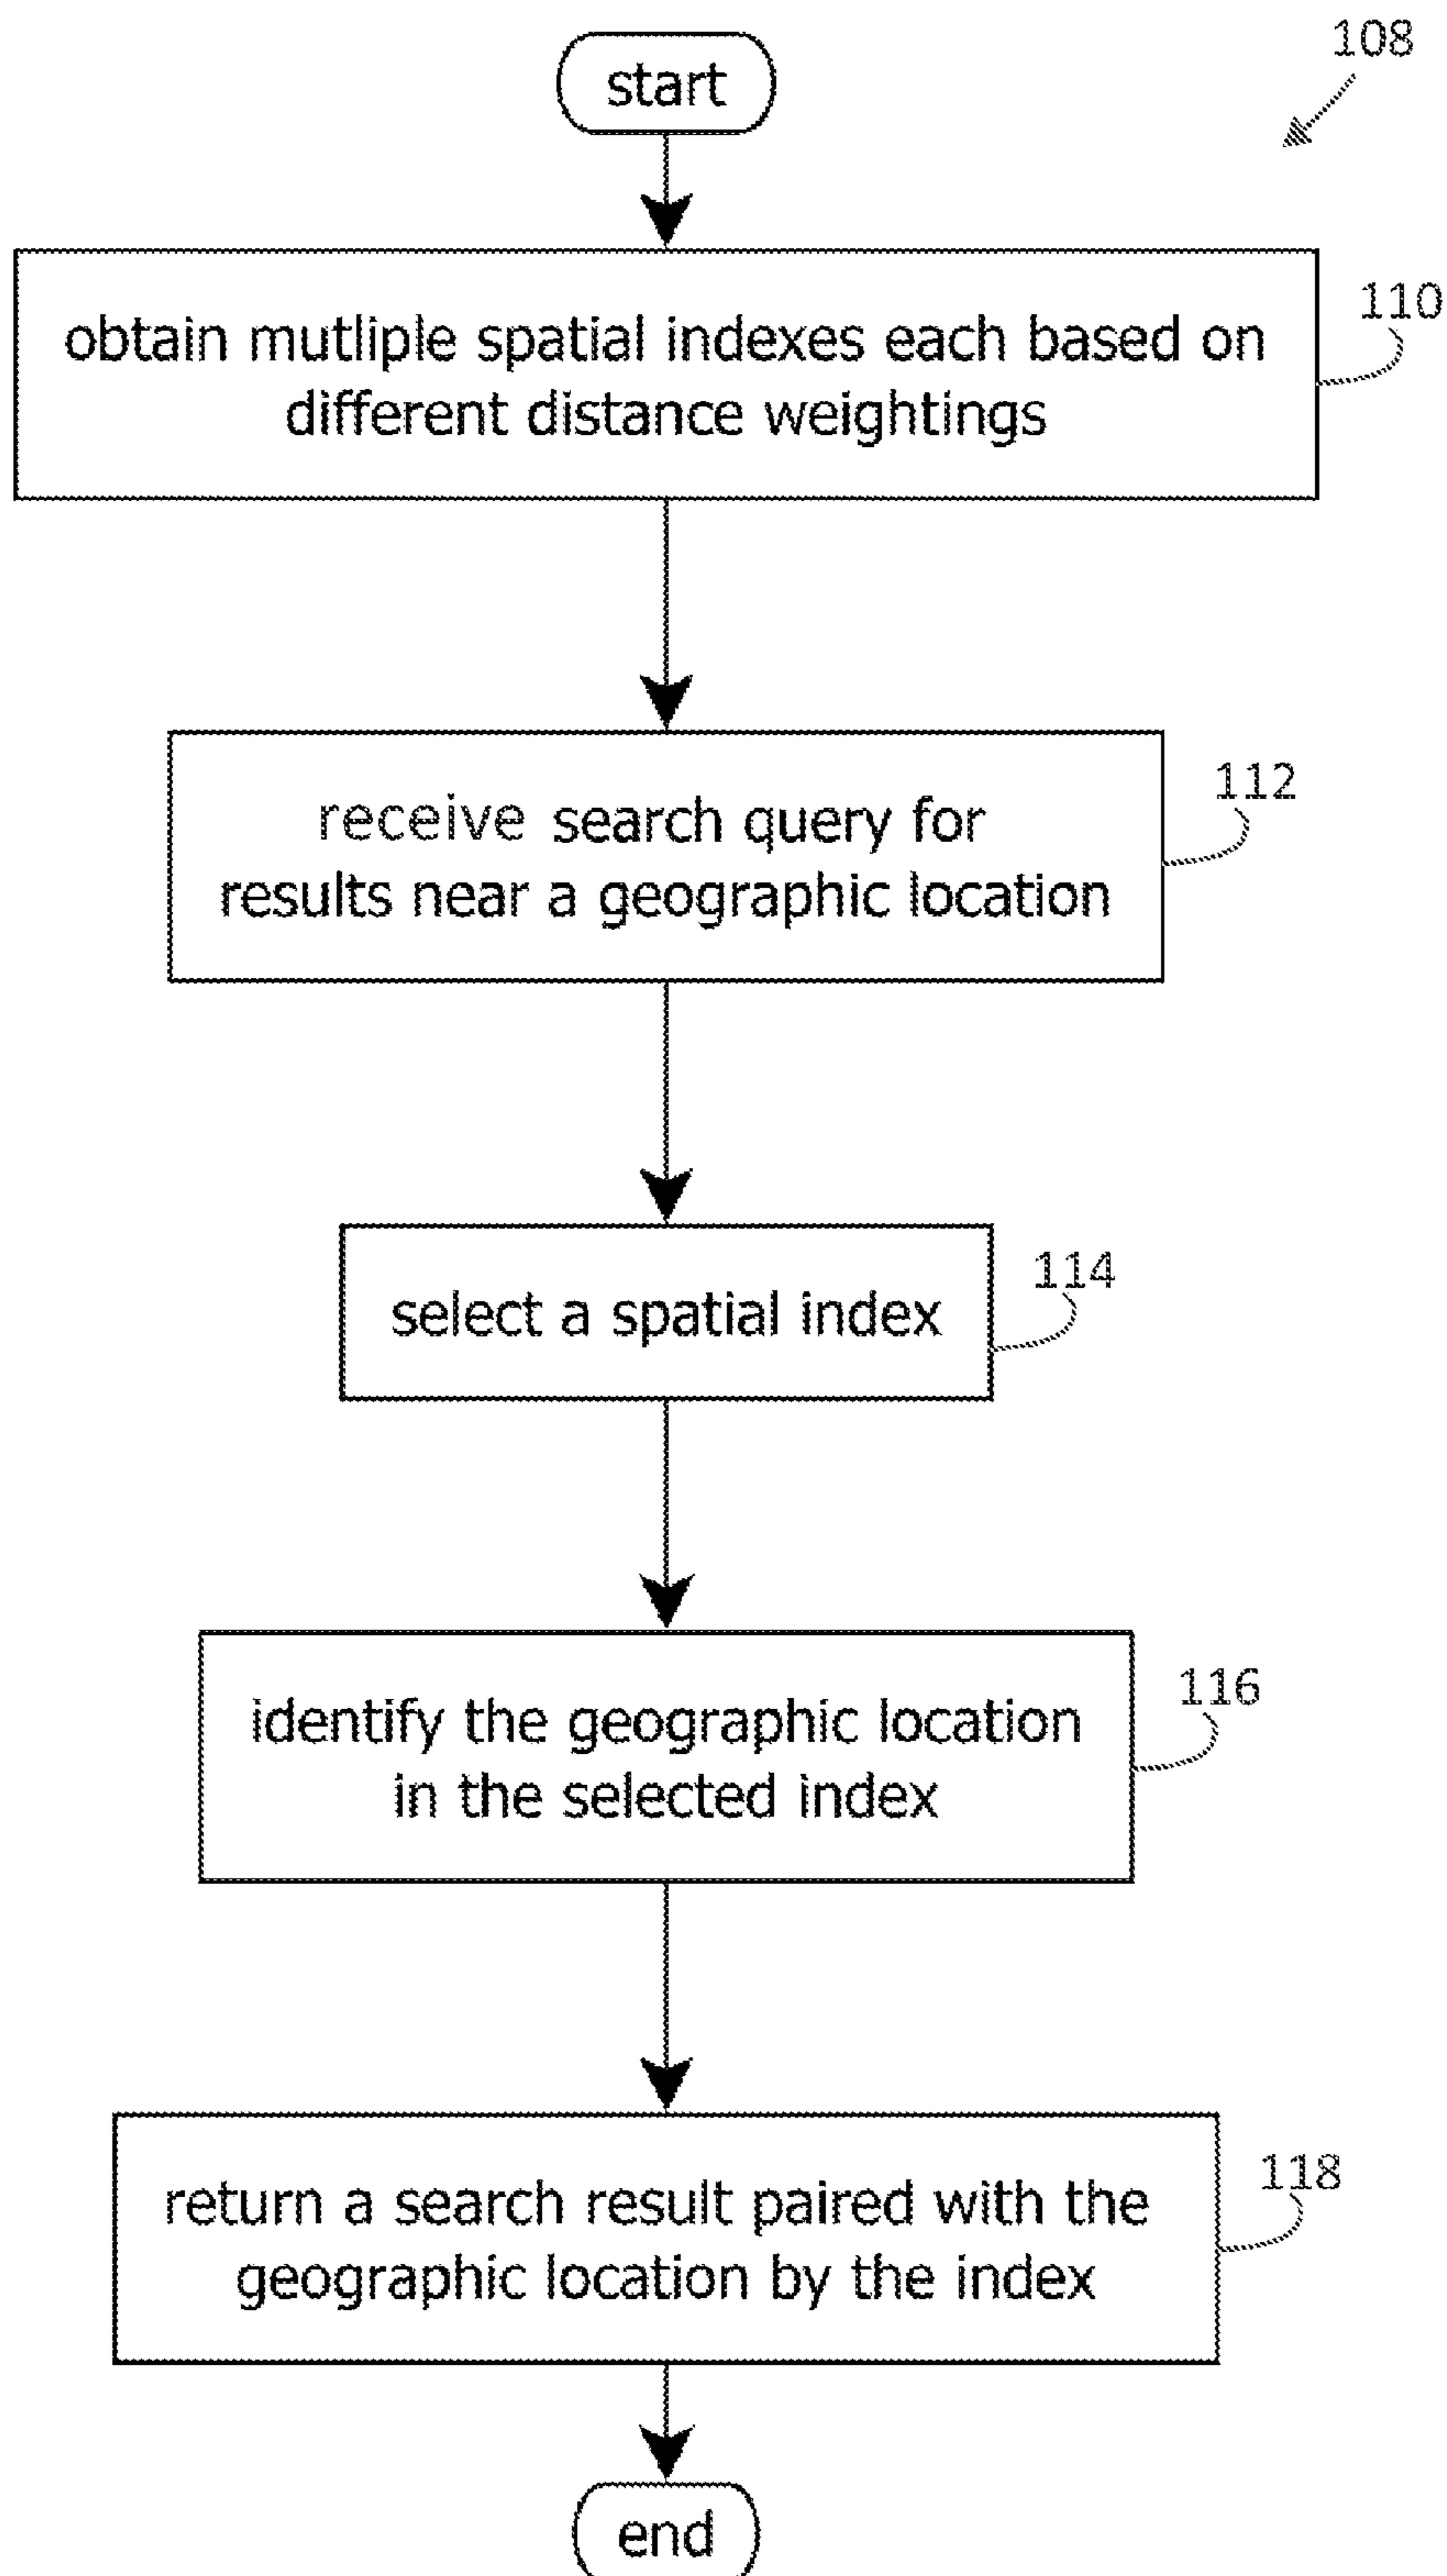 108
start
110
obtain mutliple spatial indexes each based on
different distance weightings
112
receive search query for
results near a geographic location
114
select a spatial index
116
identify the geographic location
in the selected index
118
return a search result paired with the
geographic location by the index
end